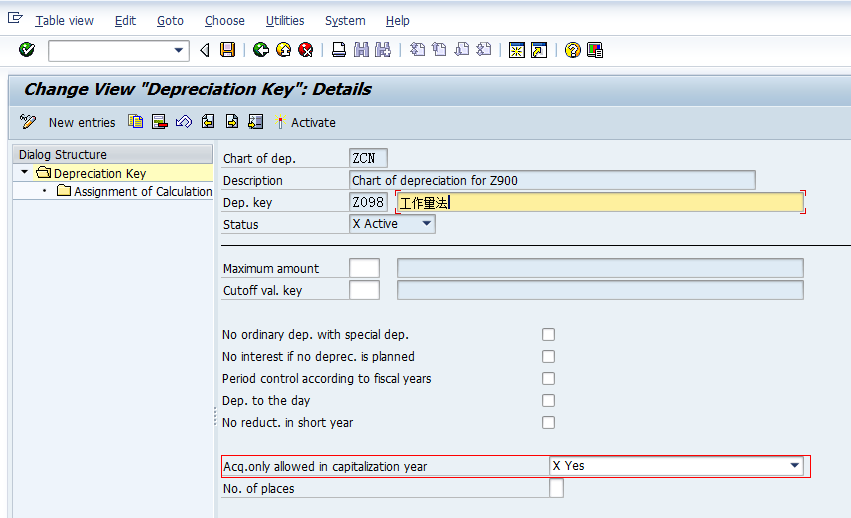 Table view Edit Goto Choose Utilities System Help
Change View "Depreciation Key": Details
New entries Activate
Dialog Structure
Depreciation Key
Assignment of Calculation
Chart of dep. ZCN
Description Chart of depreciation for Z900
Dep. key Z098 工作量法
Status X Active
Maximum amount
Cutoff val. key
No ordinary dep. with special dep.
No interest if no deprec. is planned
Period control according to fiscal years
Dep. to the day
No reduct. in short year
Acq.only allowed in capitalization year X Yes
No. of places